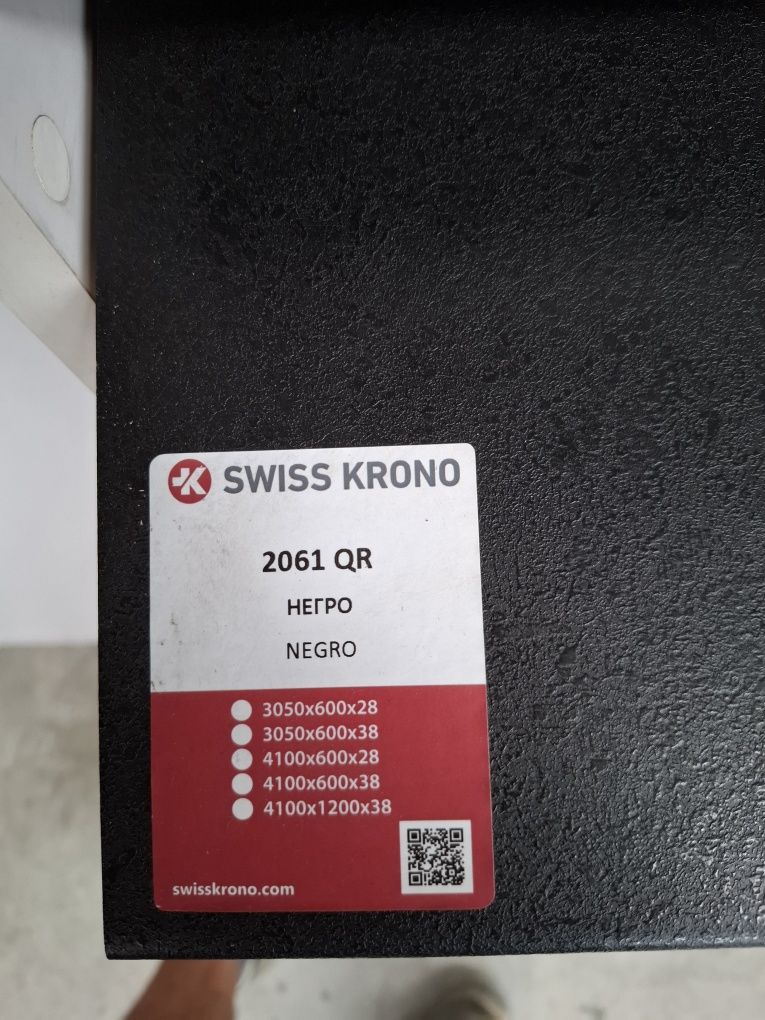 SWISS KRONO
2061 QR
НЕГРО
NEGRO
3050x600x28
3050x600x38
4100x600x28
4100x600x38
4100x1200x38
swisskrono.com